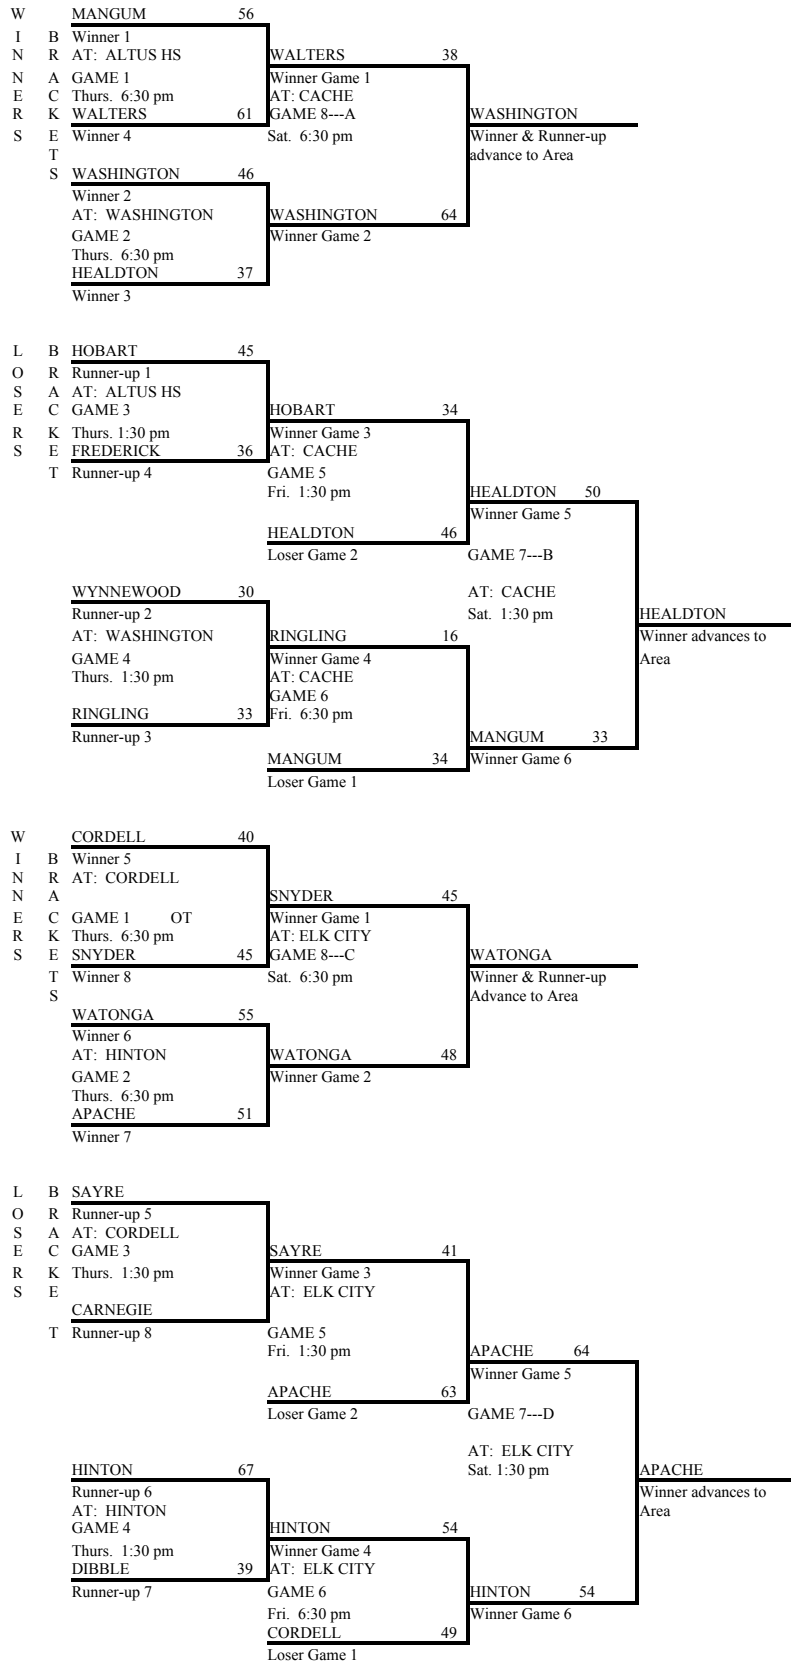 W MANGUM 56
I B Winner 1
N R AT: ALTUS HS WALTERS 38
N A GAME 1 Winner Game 1
E C Thurs. 6:30 pm AT: CACHE
R K WALTERS 61 GAME 8---A WASHINGTON
S E Winner 4 Sat. 6:30 pm Winner & Runner-up
T advance to Area
S WASHINGTON 46
Winner 2
AT: WASHINGTON WASHINGTON 64
GAME 2 Winner Game 2
Thurs. 6:30 pm
HEALDTON 37
Winner 3
L B HOBART 45
O R Runner-up 1
S A AT: ALTUS HS
E C GAME 3 HOBART 34
R K Thurs. 1:30 pm Winner Game 3
S E FREDERICK 36 AT: CACHE
T Runner-up 4 GAME 5
Fri. 1:30 pm HEALDTON 50
Winner Game 5
HEALDTON 46
Loser Game 2 GAME 7---B
WYNNEWOOD 30 AT: CACHE
Runner-up 2 Sat. 1:30 pm HEALDTON
AT: WASHINGTON RINGLING 16 Winner advances to
GAME 4 Winner Game 4 Area
Thurs. 1:30 pm AT: CACHE
GAME 6
RINGLING 33 Fri. 6:30 pm
Runner-up 3 MANGUM 33
MANGUM 34 Winner Game 6
Loser Game 1
W CORDELL 40
I B Winner 5
N R AT: CORDELL
N A SNYDER 45
E C GAME 1 OT Winner Game 1
R K Thurs. 6:30 pm AT: ELK CITY
S E SNYDER 45 GAME 8---C WATONGA
T Winner 8 Sat. 6:30 pm Winner & Runner-up
S Advance to Area
WATONGA 55
Winner 6
AT: HINTON WATONGA 48
GAME 2 Winner Game 2
Thurs. 6:30 pm
APACHE 51
Winner 7
L B SAYRE
O R Runner-up 5
S A AT: CORDELL
E C GAME 3 SAYRE 41
R K Thurs. 1:30 pm Winner Game 3
S E AT: ELK CITY
CARNEGIE
T Runner-up 8 GAME 5
Fri. 1:30 pm APACHE 64
Winner Game 5
APACHE 63
Loser Game 2 GAME 7---D
AT: ELK CITY
HINTON 67 Sat. 1:30 pm APACHE
Runner-up 6 Winner advances to
AT: HINTON Area
GAME 4 HINTON 54
Thurs. 1:30 pm Winner Game 4
DIBBLE 39 AT: ELK CITY
Runner-up 7 GAME 6 HINTON 54
Fri. 6:30 pm Winner Game 6
CORDELL 49
Loser Game 1